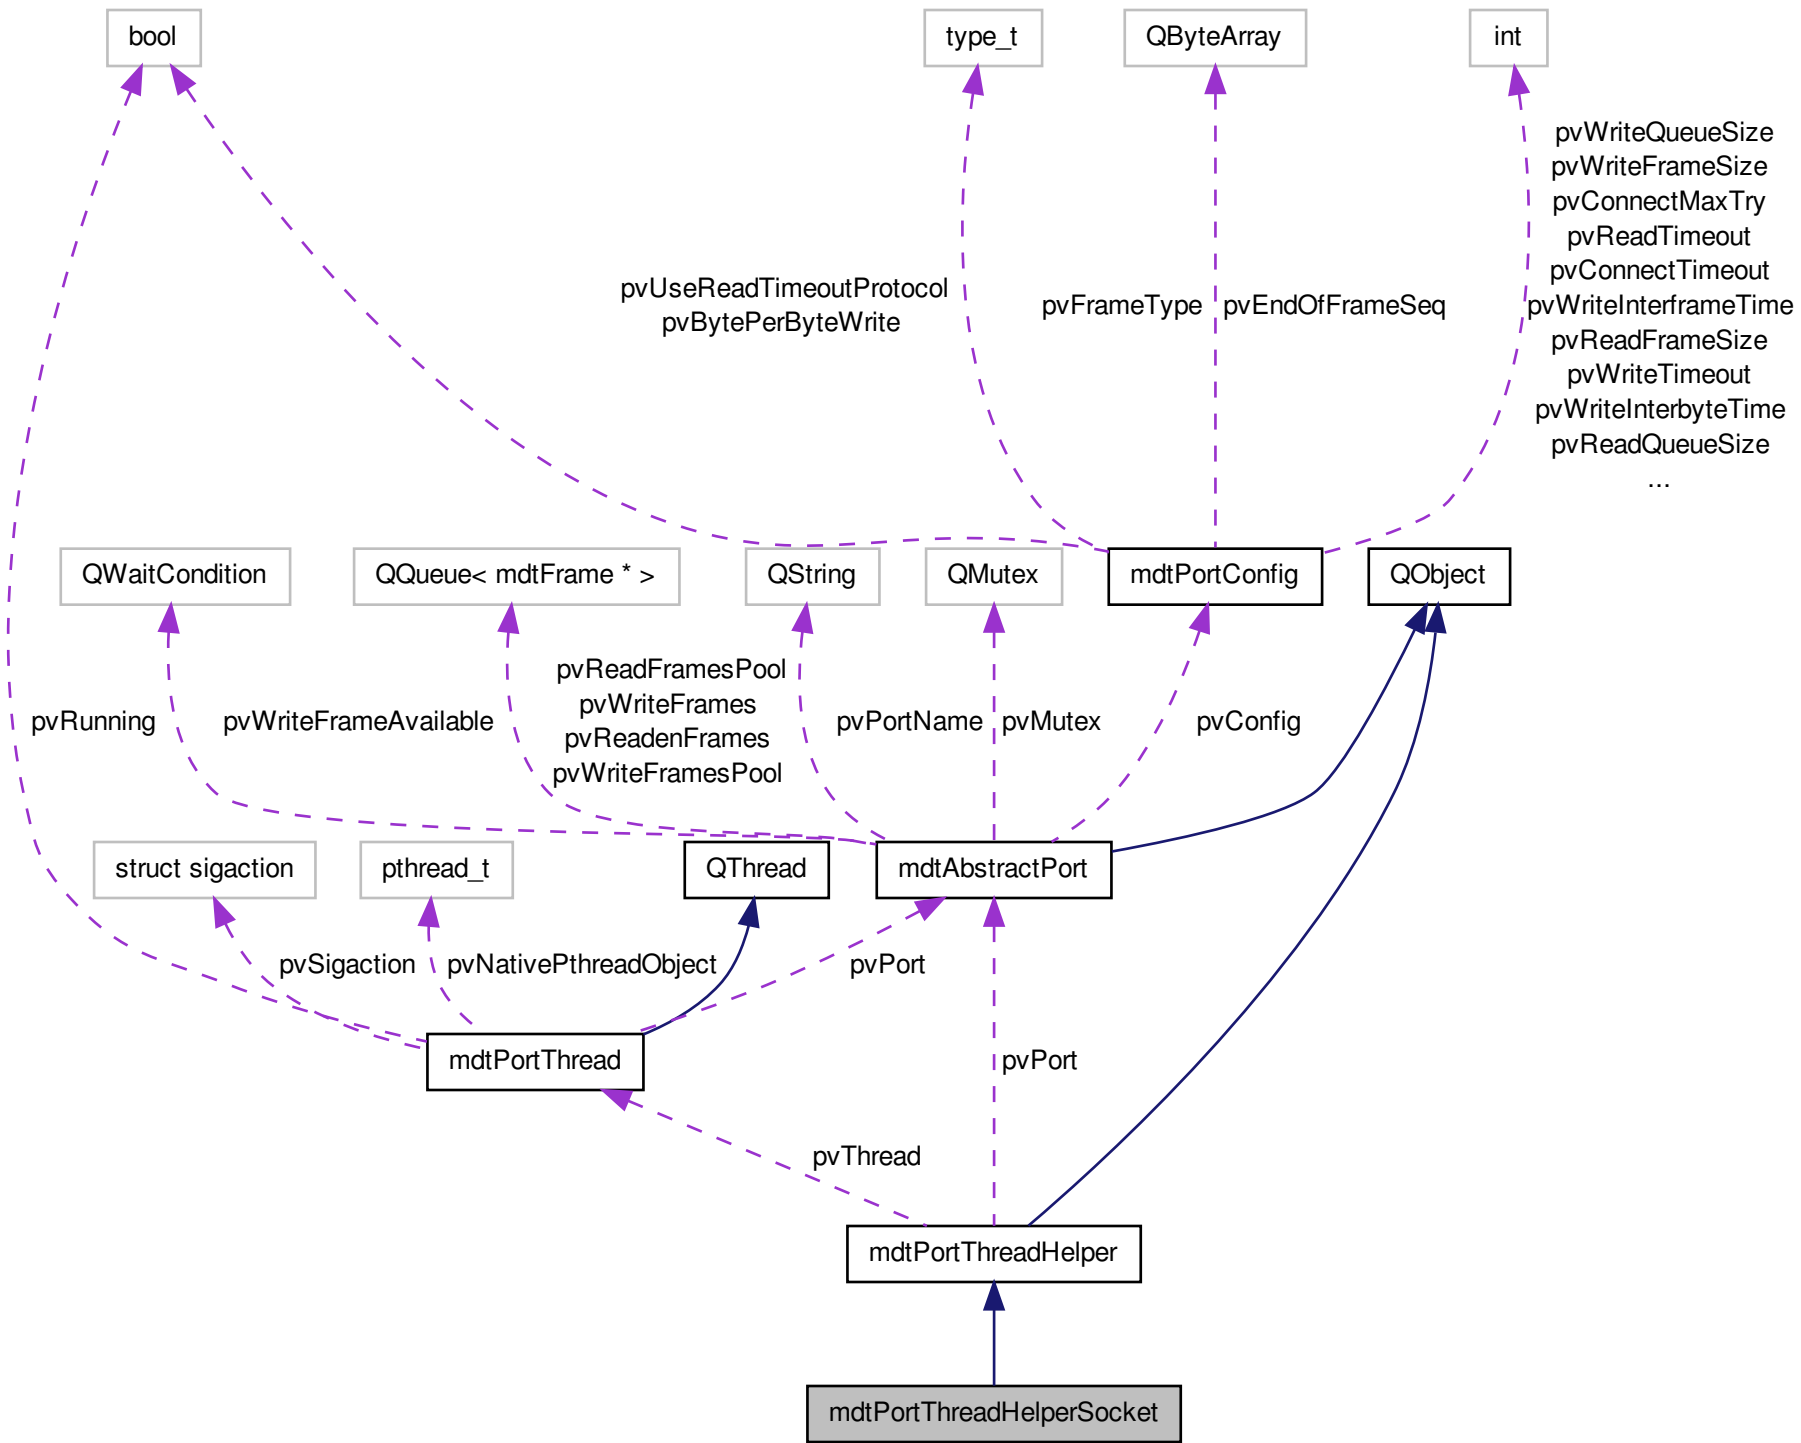 bool
type_t
QByteArray
int
pvWriteQueueSize
pvWriteFrameSize
pvConnectMaxTry
pvReadTimeout
pvConnectTimeout
pvWriteInterframeTime
pvReadFrameSize
pvWriteTimeout
pvWriteInterbyteTime
pvReadQueueSize
...
pvUseReadTimeoutProtocol
pvBytePerByteWrite
pvFrameType
pvEndOfFrameSeq
QWaitCondition
QQueue< mdtFrame * >
QString
QMutex
mdtPortConfig
QObject
pvRunning
pvWriteFrameAvailable
pvReadFramesPool
pvWriteFrames
pvReadenFrames
pvWriteFramesPool
pvPortName
pvMutex
pvConfig
struct sigaction
pthread_t
QThread
mdtAbstractPort
pvSigaction
pvNativePthreadObject
pvPort
mdtPortThread
pvPort
pvThread
mdtPortThreadHelper
mdtPortThreadHelperSocket